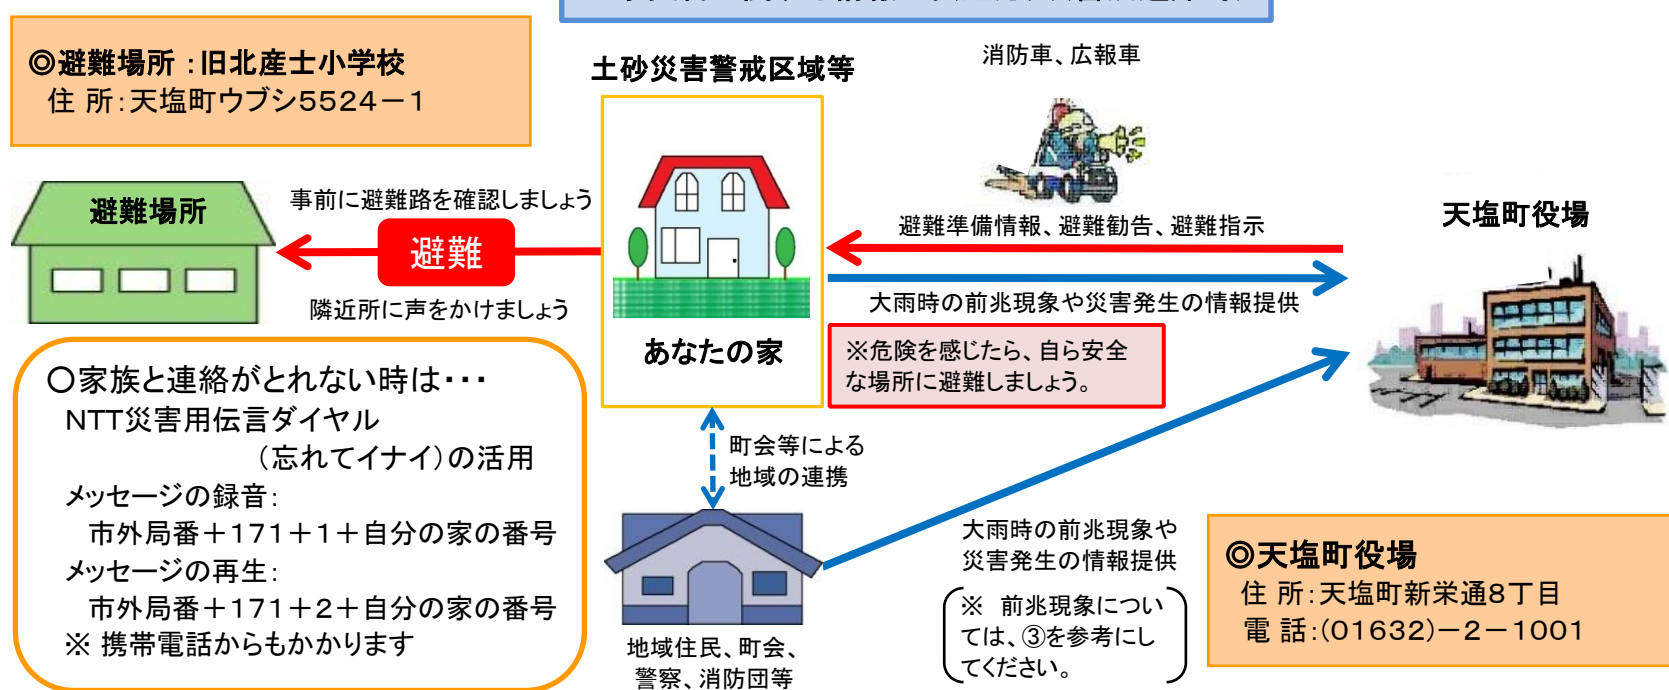 ◎避難場所：旧北産士小学校
住 所：天塩町ウブシ5524－1
土砂災害警戒区域等
消防車、広報車
避難場所
事前に避難路を確認しましょう
避難
隣近所に声をかけましょう
避難準備情報、避難勧告、避難指示
天塩町役場
大雨時の前兆現象や災害発生の情報提供
あなたの家
※危険を感じたら、自ら安全
な場所に避難しましょう。
〇家族と連絡がとれない時は・・・
NTT災害用伝言ダイヤル
（忘れてイナイ）の活用
メッセージの録音：
市外局番＋171＋1＋自分の家の番号
メッセージの再生：
市外局番＋171＋2＋自分の家の番号
※ 携帯電話からもかかります
町会等による
地域の連携
地域住民、町会、
警察、消防団等
大雨時の前兆現象や
災害発生の情報提供
※ 前兆現象につい
ては、③を参考にし
てください。
◎天塩町役場
住 所：天塩町新栄通8丁目
電 話：（01632）－2－1001